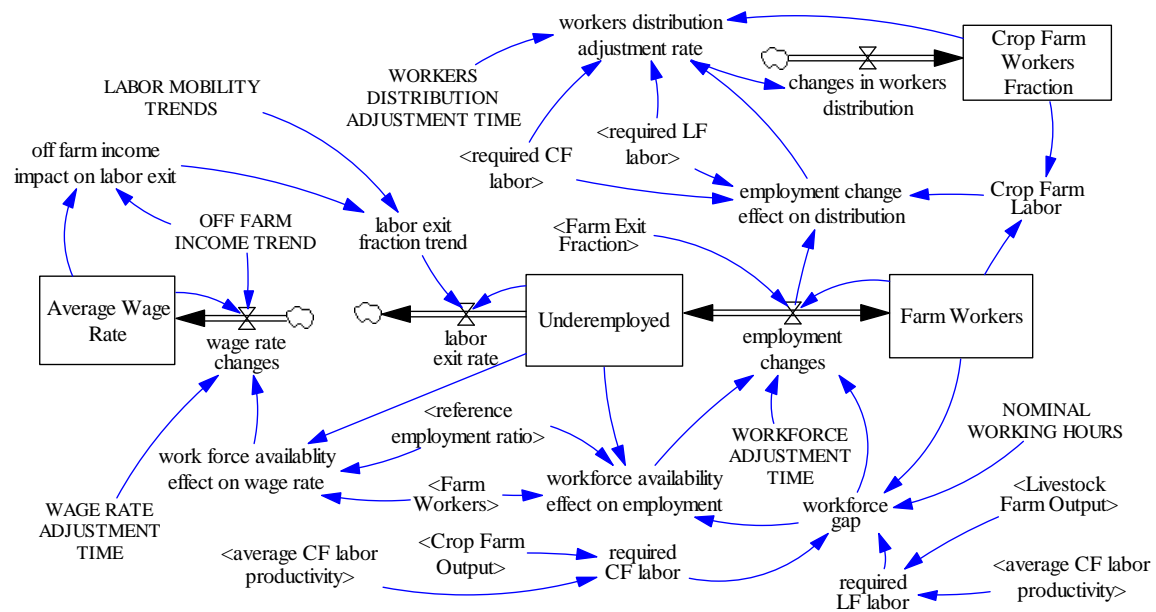 workers distribution
adjustment rate
Crop Farm
Workers
Fraction
changes in workers
distribution
LABOR MOBILITY
TRENDS
WORKERS
DISTRIBUTION
ADJUSTMENT TIME
<required LF
labor>
<required CF
labor>
off farm income
impact on labor exit
employment change
effect on distribution
Crop Farm
Labor
OFF FARM
INCOME TREND
labor exit
fraction trend
<Farm Exit
Fraction>
Average Wage
Rate
wage rate
changes
labor
exit rate
Underemployed
employment
changes
Farm Workers
<reference
employment ratio>
WORKFORCE
ADJUSTMENT
TIME
NOMINAL
WORKING HOURS
work force availablity
effect on wage rate
workforce availability
effect on employment
<Farm
Workers>
workforce
gap
<Livestock
Farm Output>
WAGE RATE
ADJUSTMENT
TIME
<average CF labor
productivity>
<Crop Farm
Output>
required
CF labor
required
LF labor
<average CF labor
productivity>